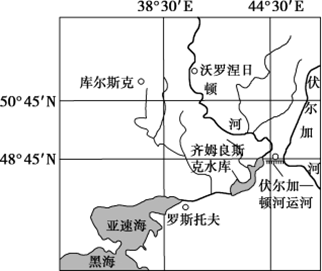 38°30′E
44°30′E
沃罗涅日
库尔斯克
伏
尔
加
河
顿
河
50°45′N
48°45′N
齐姆良斯
克水库
伏尔加—
顿河运河
亚速海
罗斯托夫
黑海